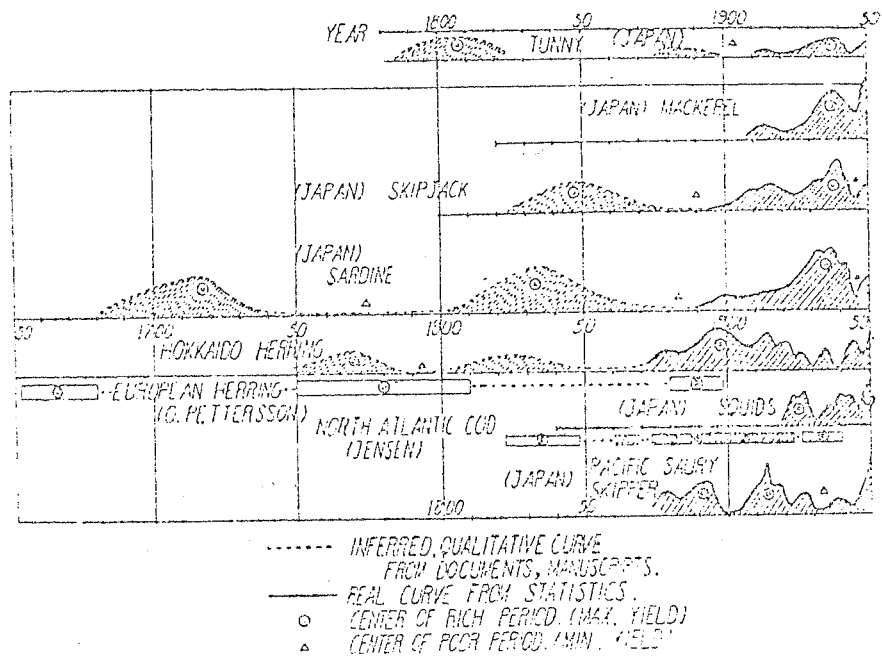 YEAR 1800 50 1900 50
TUNNY (JAPAN)
(JAPAN) MACKEREL
(JAPAN) SKIPJACK
(JAPAN)
SARDINE
50 1700 50 1800 50 1900 50
HOKKAIDO HERRING
EUROPEAN HERRING
(O. PETTERSSON)
(JAPAN) SQUIDS
NORTH ATLANTIC COD
(JENSEN)
(JAPAN) PACIFIC SAURY
SKIPPER
1800 50
INFERRED, QUALITATIVE CURVE
FROM DOCUMENTS, MANUSCRIPTS.
REAL CURVE FROM STATISTICS.
CENTER OF RICH PERIOD. (MAX. YIELD)
CENTER OF POOR PERIOD. (MIN. YIELD)